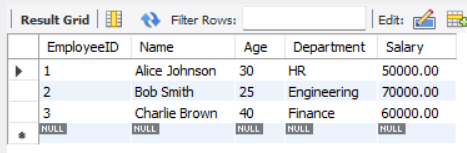 Result Grid Filter Rows: Edit:
EmployeeID Name Age Department Salary
1 Alice Johnson 30 HR 50000.00
2 Bob Smith 25 Engineering 70000.00
3 Charlie Brown 40 Finance 60000.00
NULL NULL NULL NULL NULL